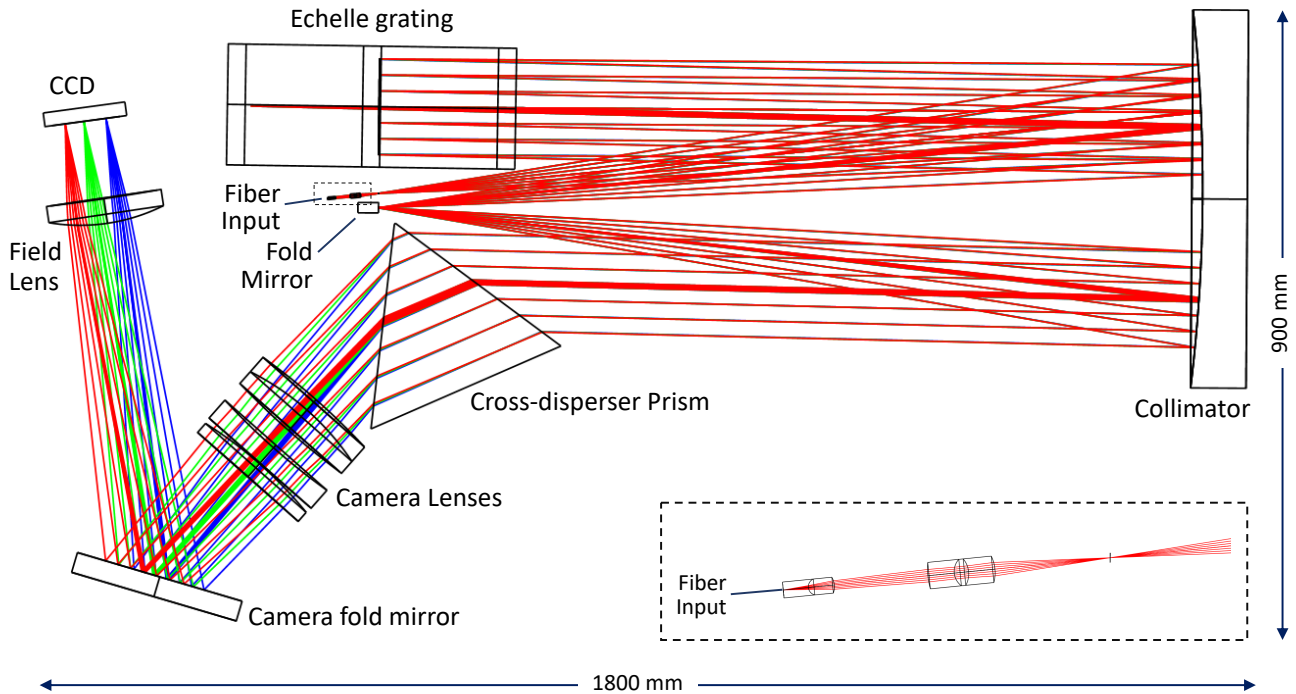 Echelle grating
CCD
Fiber
Input
Fold
Mirror
Field
Lens
Cross-disperser Prism
Collimator
900 mm
Camera Lenses
Camera fold mirror
Fiber
Input
1800 mm